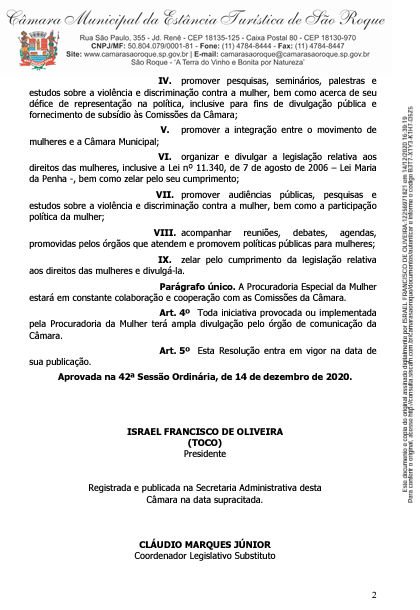 Câmara Municipal da Estância Turística de São Roque
Rua São Paulo, 355 - Jd. Renê - CEP 18135-125 - Caixa Postal 80 - CEP 18130-970
CNPJ/MF: 50.804.079/0001-81 - Fone: (11) 4784-8444 - Fax: (11) 4784-8447
Site: www.camarasaoroque.sp.gov.br | E-mail: camarasaoroque@camarasaoroque.sp.gov.br
São Roque - 'A Terra do Vinho e Bonita por Natureza'
IV. promover pesquisas, seminários, palestras e
estudos sobre a violência e discriminação contra a mulher, bem como acerca de seu
défice de representação na política, inclusive para fins de divulgação pública e
fornecimento de subsídio às Comissões da Câmara;
V. promover a integração entre o movimento de
mulheres e a Câmara Municipal;
VI. organizar e divulgar a legislação relativa aos
direitos das mulheres, inclusive a Lei nº 11.340, de 7 de agosto de 2006 – Lei Maria
da Penha -, bem como zelar pelo seu cumprimento;
VII. promover audiências públicas, pesquisas e
estudos sobre a violência e discriminação contra a mulher, bem como a participação
política da mulher;
VIII. acompanhar reuniões, debates, agendas,
promovidas pelos órgãos que atendem e promovem políticas públicas para mulheres;
IX. zelar pelo cumprimento da legislação relativa
aos direitos das mulheres e divulgá-la.
Parágrafo único. A Procuradoria Especial da Mulher
estará em constante colaboração e cooperação com as Comissões da Câmara.
Art. 4º Toda iniciativa provocada ou implementada
pela Procuradoria da Mulher terá ampla divulgação pelo órgão de comunicação da
Câmara.
Art. 5º Esta Resolução entra em vigor na data de
sua publicação.
Aprovada na 42ª Sessão Ordinária, de 14 de dezembro de 2020.
ISRAEL FRANCISCO DE OLIVEIRA
(TOCO)
Presidente
Registrada e publicada na Secretaria Administrativa desta
Câmara na data supracitada.
CLÁUDIO MARQUES JÚNIOR
Coordenador Legislativo Substituto
2
Este documento é cópia do original assinado digitalmente por ISRAEL FRANCISCO DE OLIVEIRA